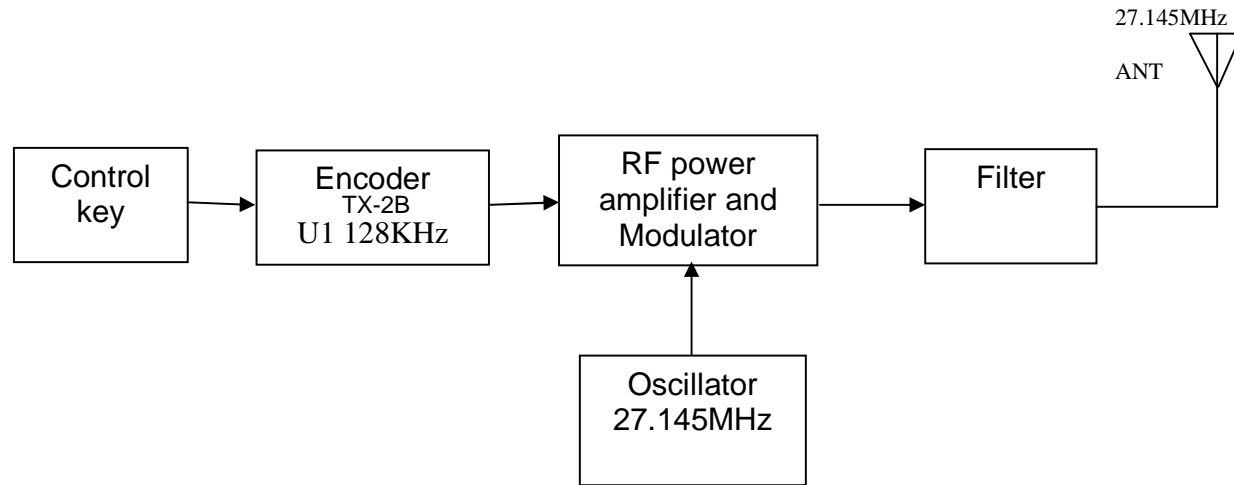 27.145MHz
ANT
Control
key
Encoder
TX-2B
U1 128KHz
RF power
amplifier and
Modulator
Filter
Oscillator
27.145MHz